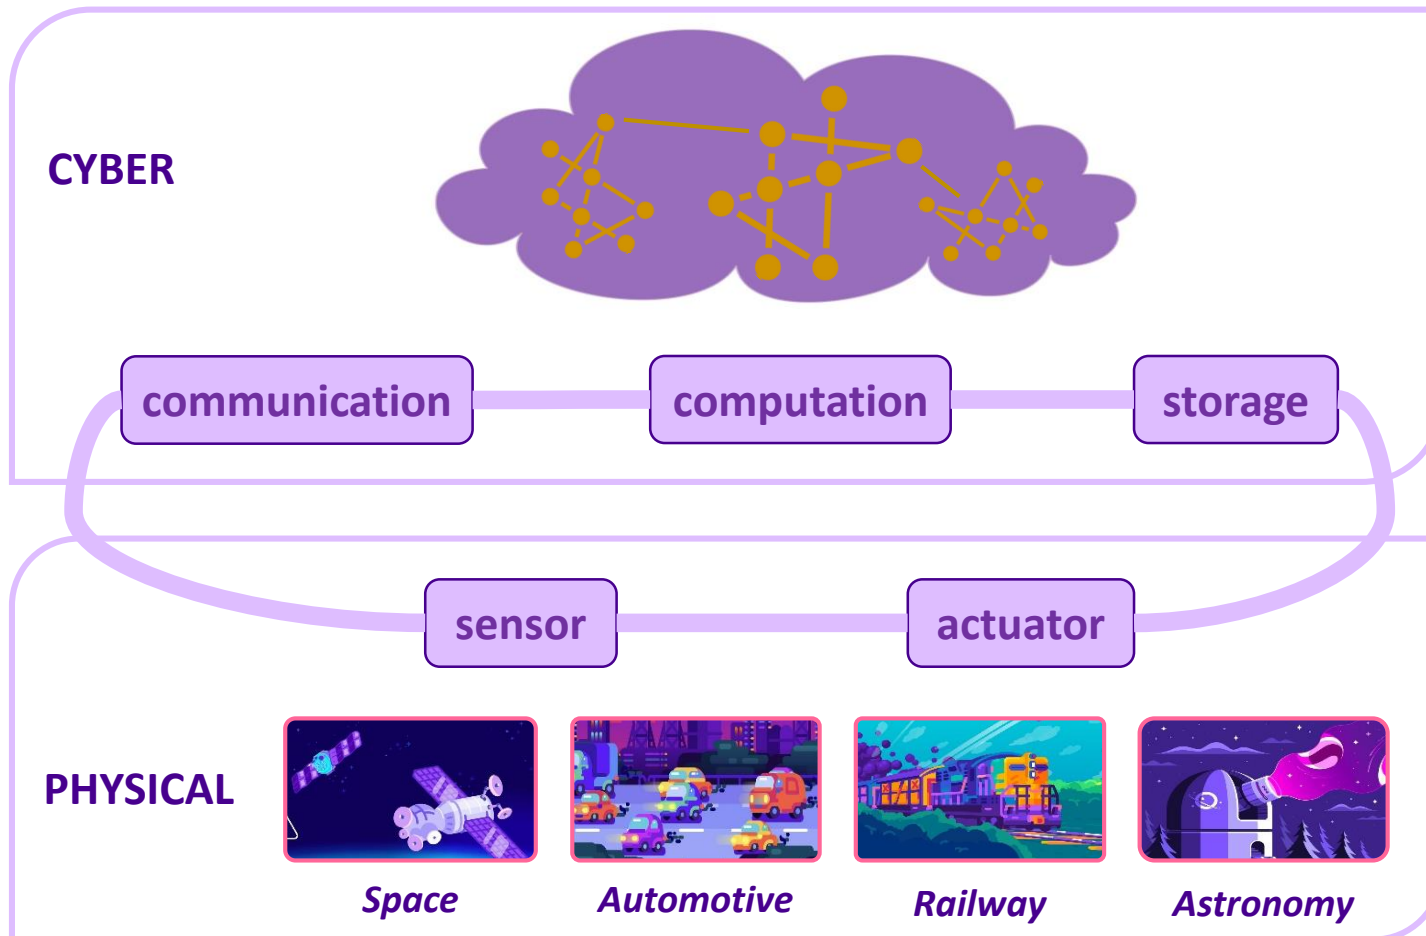 CYBER
communication
computation
storage
sensor
actuator
PHYSICAL
Space
Automotive
Railway
Astronomy